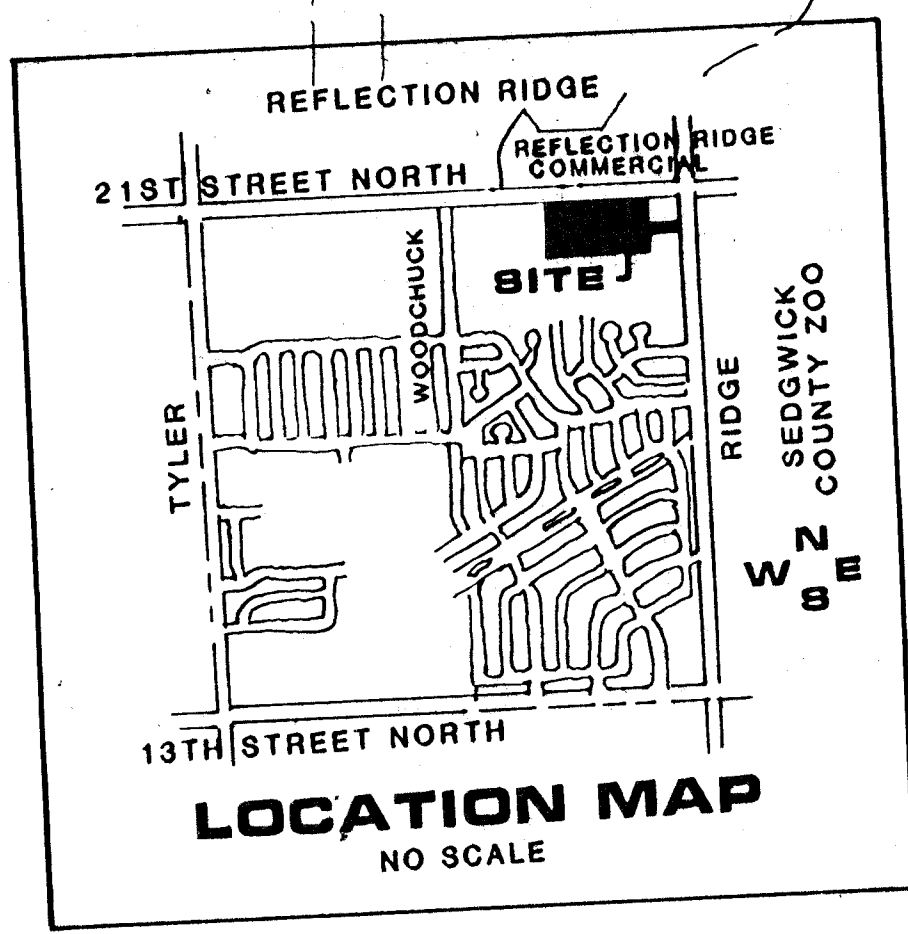 REFLECTION RIDGE
REFLECTION RIDGE
COMMERCIAL
21ST STREET NORTH
WOODCHUCK
SITE
TYLER
RIDGE
SEDGWICK
COUNTY ZOO
N
W E
S
13TH STREET NORTH
LOCATION MAP
NO SCALE